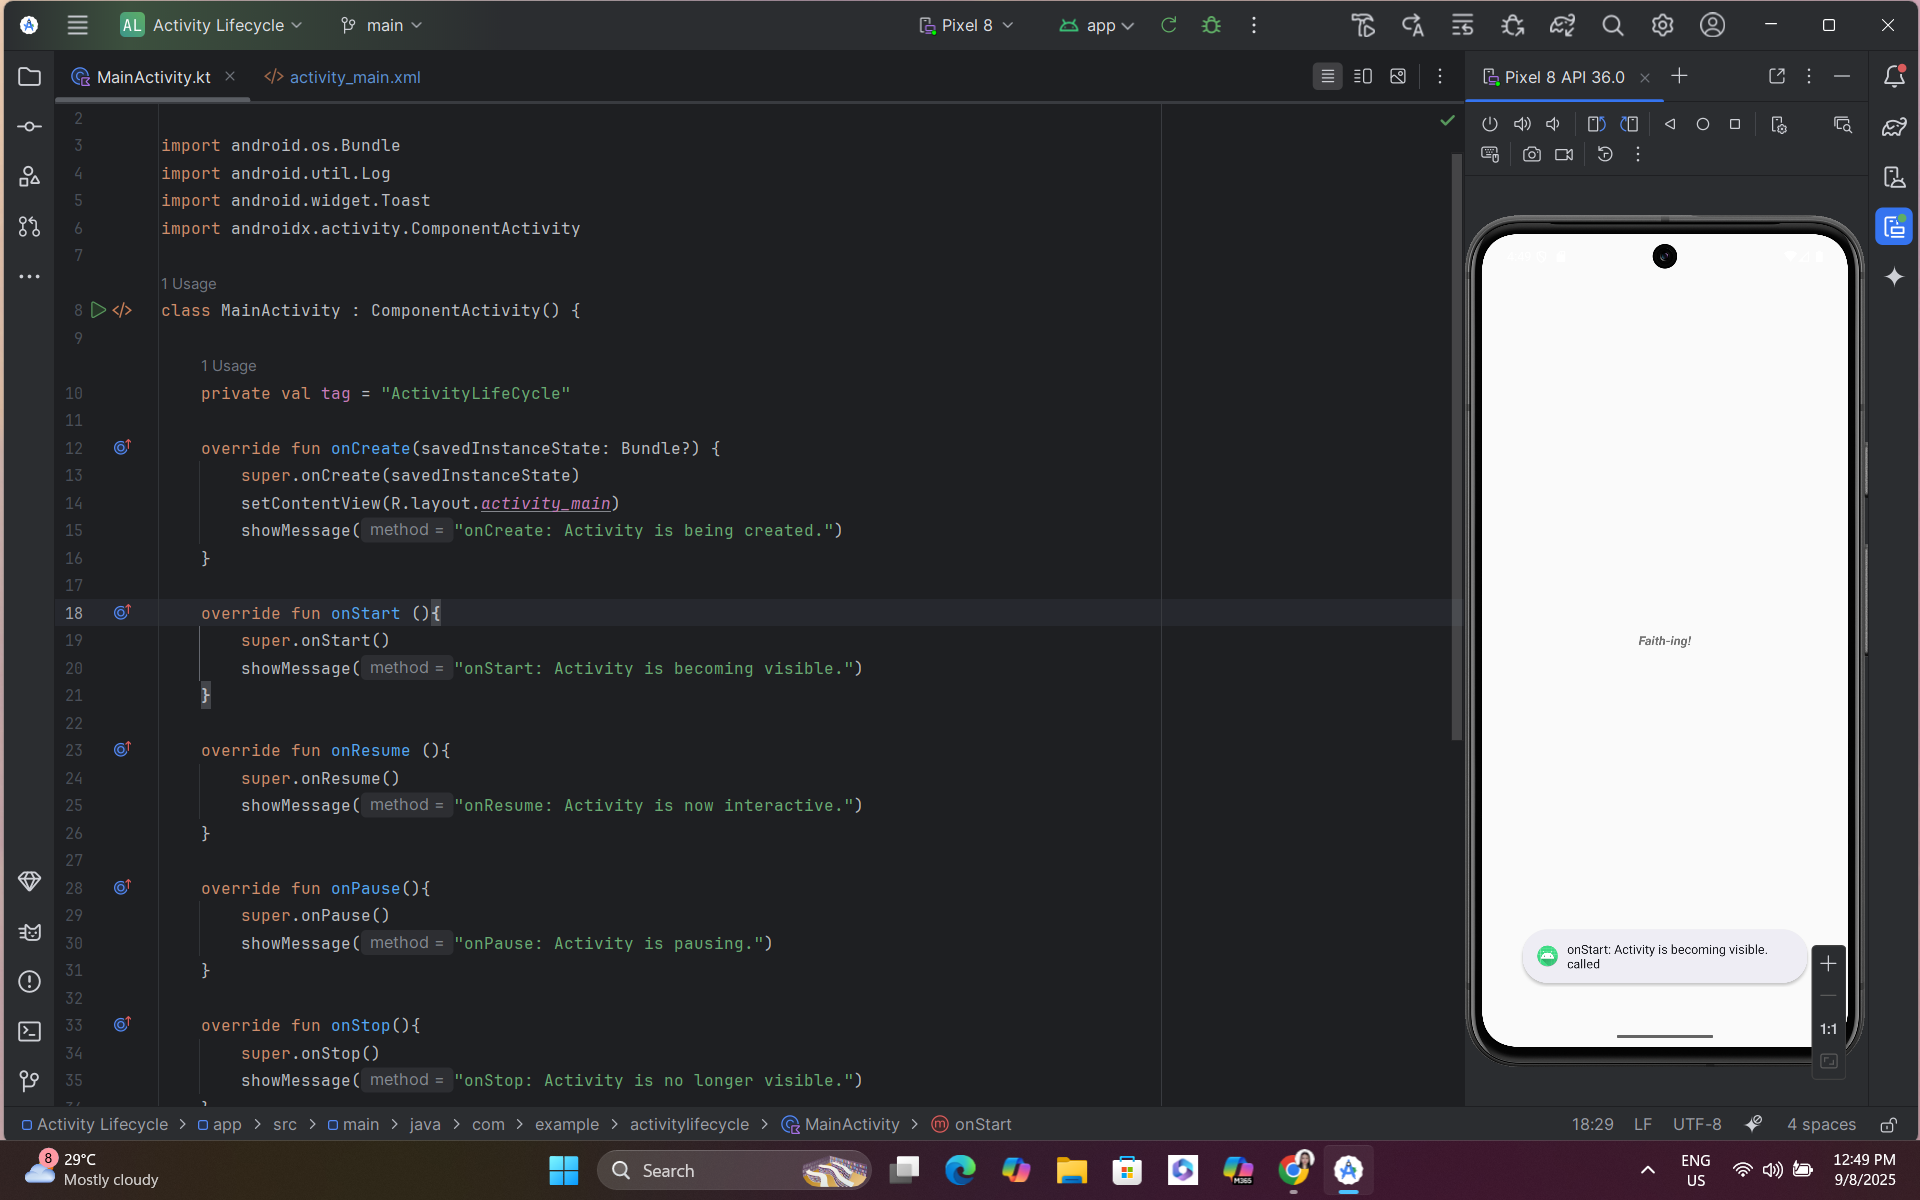 AL Activity Lifecycle main Pixel 8 app
MainActivity.kt activity_main.xml Pixel 8 API 36.0
2
3 import android.os.Bundle
4 import android.util.Log
5 import android.widget.Toast
6 import androidx.activity.ComponentActivity
7
1 Usage
8 class MainActivity : ComponentActivity() {
9
1 Usage
10 private val tag = "ActivityLifeCycle"
11
12 override fun onCreate(savedInstanceState: Bundle?) {
13 super.onCreate(savedInstanceState)
14 setContentView(R.layout.activity_main)
15 showMessage( method = "onCreate: Activity is being created.")
16 }
17
18 override fun onStart (){
19 super.onStart()
20 showMessage( method = "onStart: Activity is becoming visible.")
21 }
22
23 override fun onResume (){
24 super.onResume()
25 showMessage( method = "onResume: Activity is now interactive.")
26 }
27
28 override fun onPause(){
29 super.onPause()
30 showMessage( method = "onPause: Activity is pausing.")
31 }
32
33 override fun onStop(){
34 super.onStop()
35 showMessage( method = "onStop: Activity is no longer visible.")
Faith-ing!
onStart: Activity is becoming visible.
called
1:1
Activity Lifecycle > app > src > main > java > com > example > activitylifecycle > MainActivity > onStart 18:29 LF UTF-8 4 spaces
8 29°C
Mostly cloudy
Search
M365
ENG
US
12:49 PM
9/8/2025